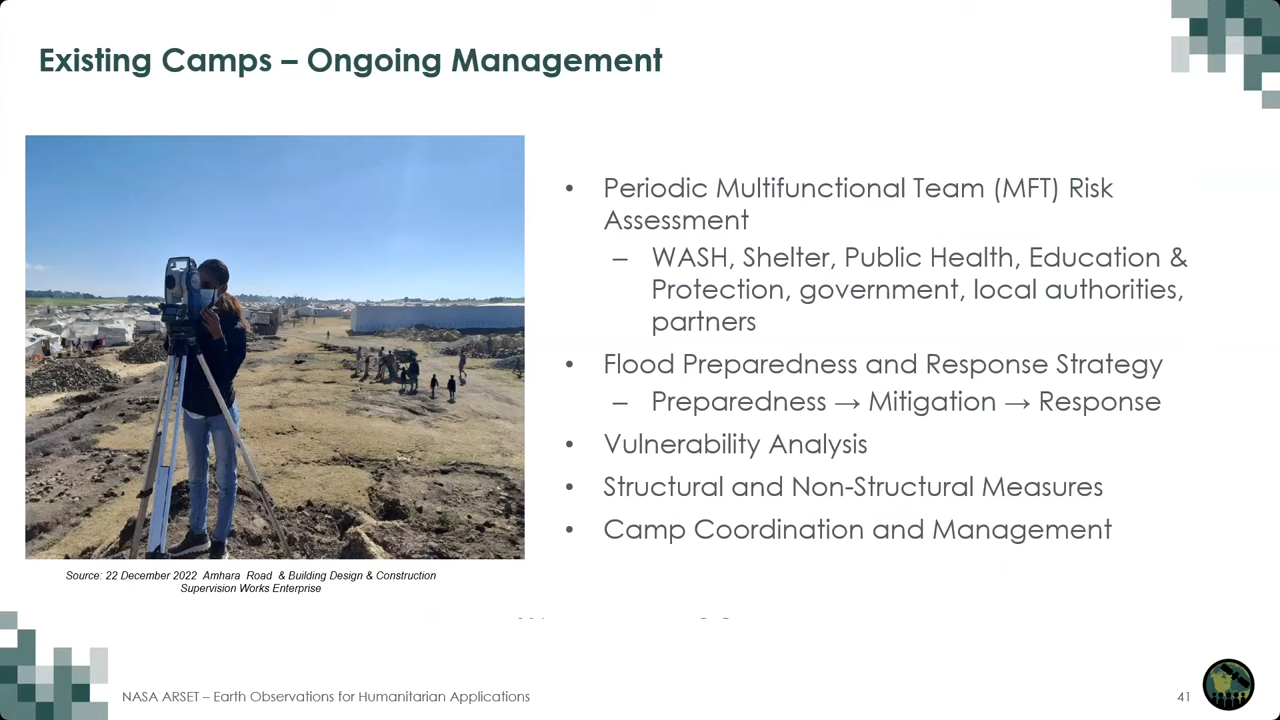 Existing Camps – Ongoing Management
• Periodic Multifunctional Team (MFT) Risk
Assessment
– WASH, Shelter, Public Health, Education &
Protection, government, local authorities,
partners
• Flood Preparedness and Response Strategy
– Preparedness → Mitigation → Response
• Vulnerability Analysis
• Structural and Non-Structural Measures
• Camp Coordination and Management
Source: 22 December 2022 Amhara Road & Building Design & Construction
Supervision Works Enterprise
NASA ARSET – Earth Observations for Humanitarian Applications
41